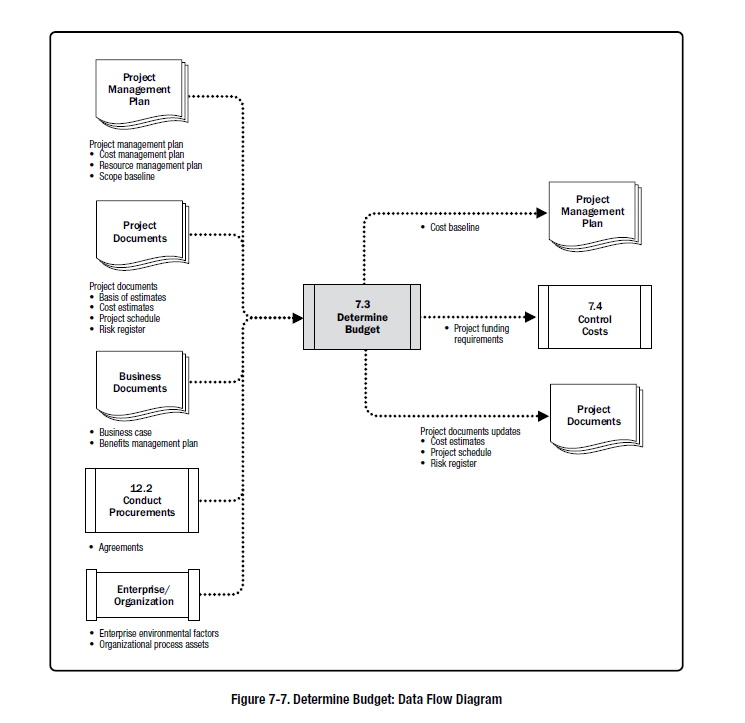 Project
Management
Plan
Project management plan
• Cost management plan
• Resource management plan
• Scope baseline
Project
Documents
Project documents
• Basis of estimates
• Cost estimates
• Project schedule
• Risk register
Business
Documents
• Business case
• Benefits management plan
12.2
Conduct
Procurements
• Agreements
Enterprise/
Organization
• Enterprise environmental factors
• Organizational process assets
7.3
Determine
Budget
• Cost baseline
Project
Management
Plan
• Project funding
requirements
7.4
Control
Costs
Project documents updates
• Cost estimates
• Project schedule
• Risk register
Project
Documents
Figure 7-7. Determine Budget: Data Flow Diagram